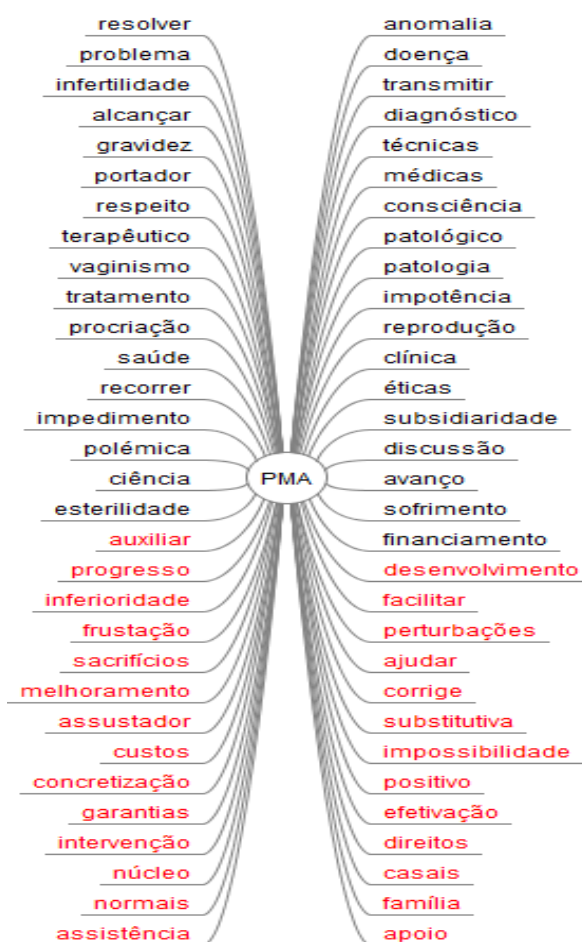 resolver
problema
infertilidade
alcançar
gravidez
portador
respeito
terapêutico
vaginismo
tratamento
procriação
saúde
recorrer
impedimento
polémica
ciência
esterilidade
auxiliar
progresso
inferioridade
frustação
sacrifícios
melhoramento
assustador
custos
concretização
garantias
intervenção
núcleo
normais
assistência
PMA
anomalia
doença
transmitir
diagnóstico
técnicas
médicas
consciência
patológico
patologia
impotência
reprodução
clínica
éticas
subsidiaridade
discussão
avanço
sofrimento
financiamento
desenvolvimento
facilitar
perturbações
ajudar
corrige
substitutiva
impossibilidade
positivo
efetivação
direitos
casais
família
apoio